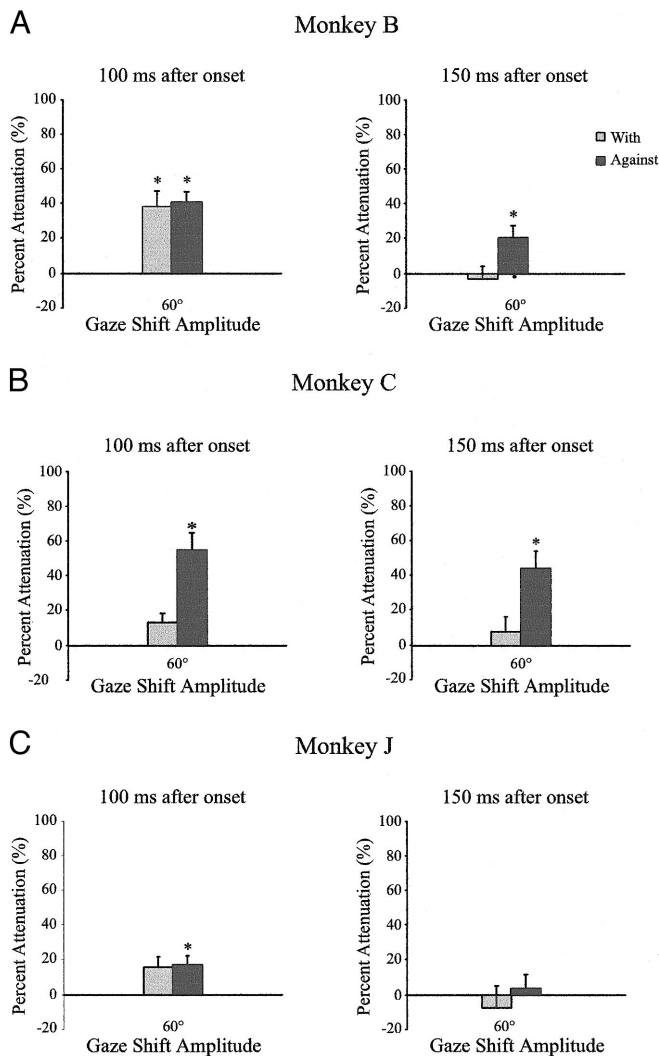 A
Monkey B
100 ms after onset
150 ms after onset
Percent Attenuation (%)
100
80
60
40
20
0
-20
*
*
60°
Gaze Shift Amplitude
Percent Attenuation (%)
100
80
60
40
20
0
-20
*
60°
Gaze Shift Amplitude
With
Against
B
Monkey C
100 ms after onset
150 ms after onset
Percent Attenuation (%)
100
80
60
40
20
0
-20
*
60°
Gaze Shift Amplitude
Percent Attenuation (%)
100
80
60
40
20
0
-20
*
60°
Gaze Shift Amplitude
C
Monkey J
100 ms after onset
150 ms after onset
Percent Attenuation (%)
100
80
60
40
20
0
-20
*
60°
Gaze Shift Amplitude
Percent Attenuation (%)
100
80
60
40
20
0
-20
60°
Gaze Shift Amplitude